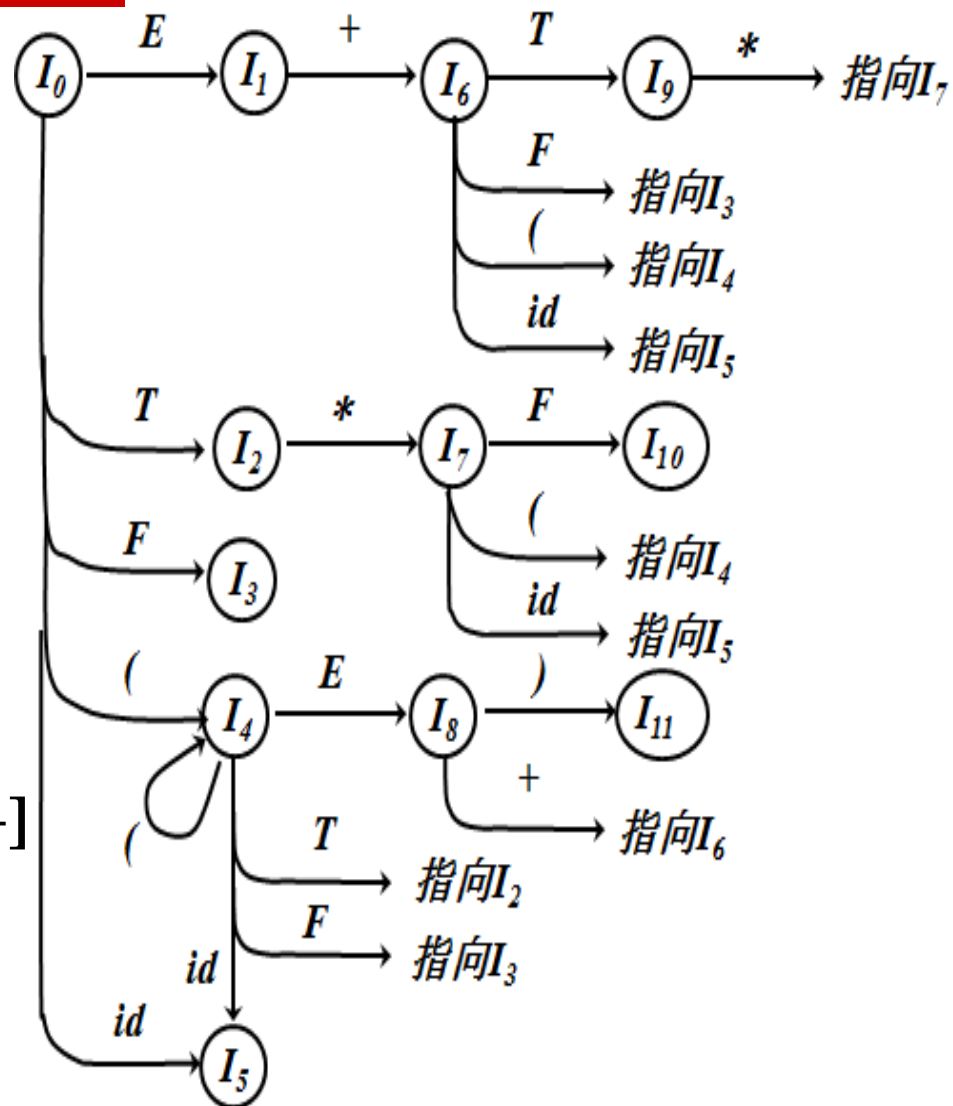 I₀ E I₁ + I₆ T I₉ * 指向I₇
F 指向I₃
( 指向I₄
id 指向I₅
T I₂ * I₇ F I₁₀
( 指向I₄
F I₃
id 指向I₅
( I₄ E I₈ ) I₁₁
+ 指向I₆
]
( T 指向I₂
F 指向I₃
id
id I₅